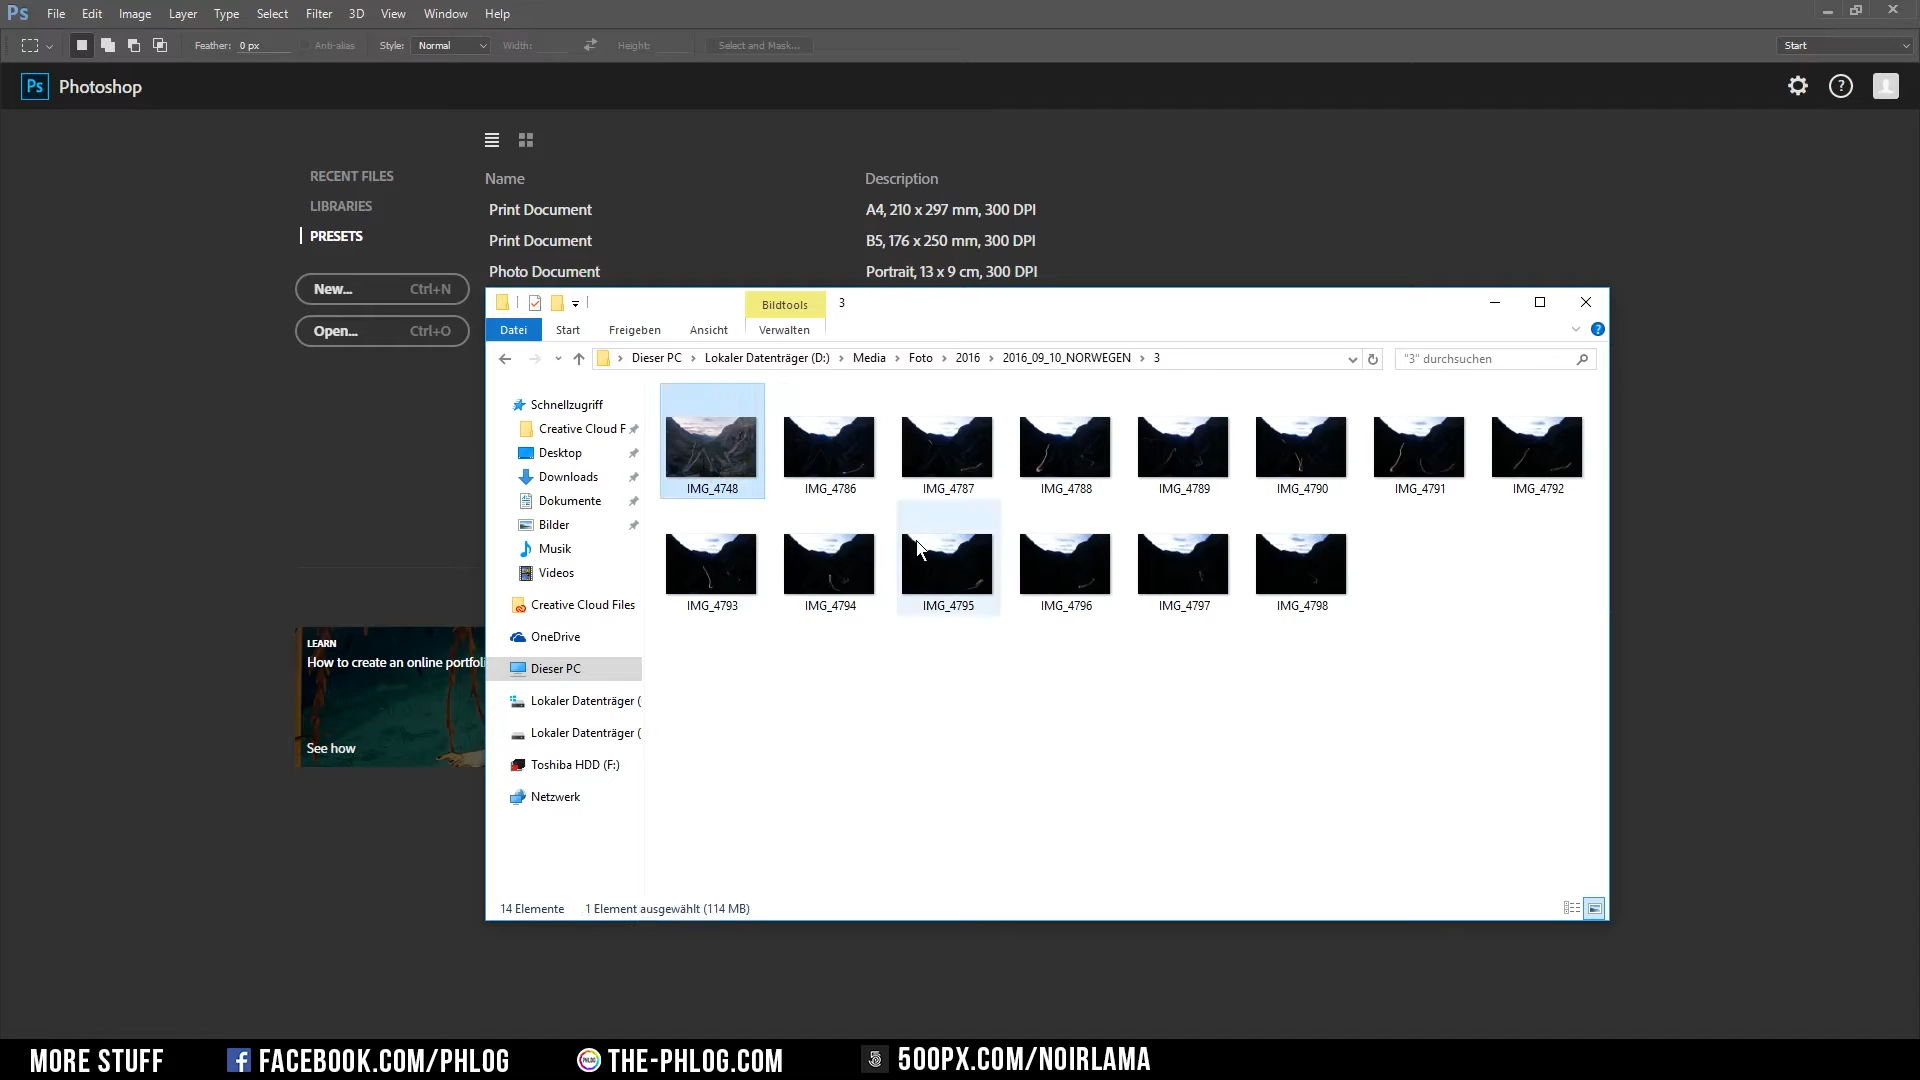 Ps File Edit Image Layer Type Select Filter 3D View Window Help
Feather: 0 px Anti-alias Style: Normal Width: Height: Select and Mask... Start
Ps Photoshop
RECENT FILES
LIBRARIES
PRESETS
New... Ctrl+N
Open... Ctrl+O
Name Description
Print Document A4, 210 x 297 mm, 300 DPI
Print Document B5, 176 x 250 mm, 300 DPI
Photo Document Portrait, 13 x 9 cm, 300 DPI
LEARN
How to create an online portfoli
See how
Bildtools 3
Datei Start Freigeben Ansicht Verwalten
Dieser PC Lokaler Datenträger (D:) Media Foto 2016 2016_09_10_NORWEGEN 3 "3" durchsuchen
Schnellzugriff
Creative Cloud F
Desktop
Downloads
Dokumente
Bilder
Musik
Videos
Creative Cloud Files
OneDrive
Dieser PC
Lokaler Datenträger (
Lokaler Datenträger (
Toshiba HDD (F:)
Netzwerk
IMG_4748 IMG_4786 IMG_4787 IMG_4788 IMG_4789 IMG_4790 IMG_4791 IMG_4792
IMG_4793 IMG_4794 IMG_4795 IMG_4796 IMG_4797 IMG_4798
14 Elemente 1 Element ausgewählt (114 MB)
MORE STUFF FACEBOOK.COM/PHLOG THE-PHLOG.COM 500PX.COM/NOIRLAMA